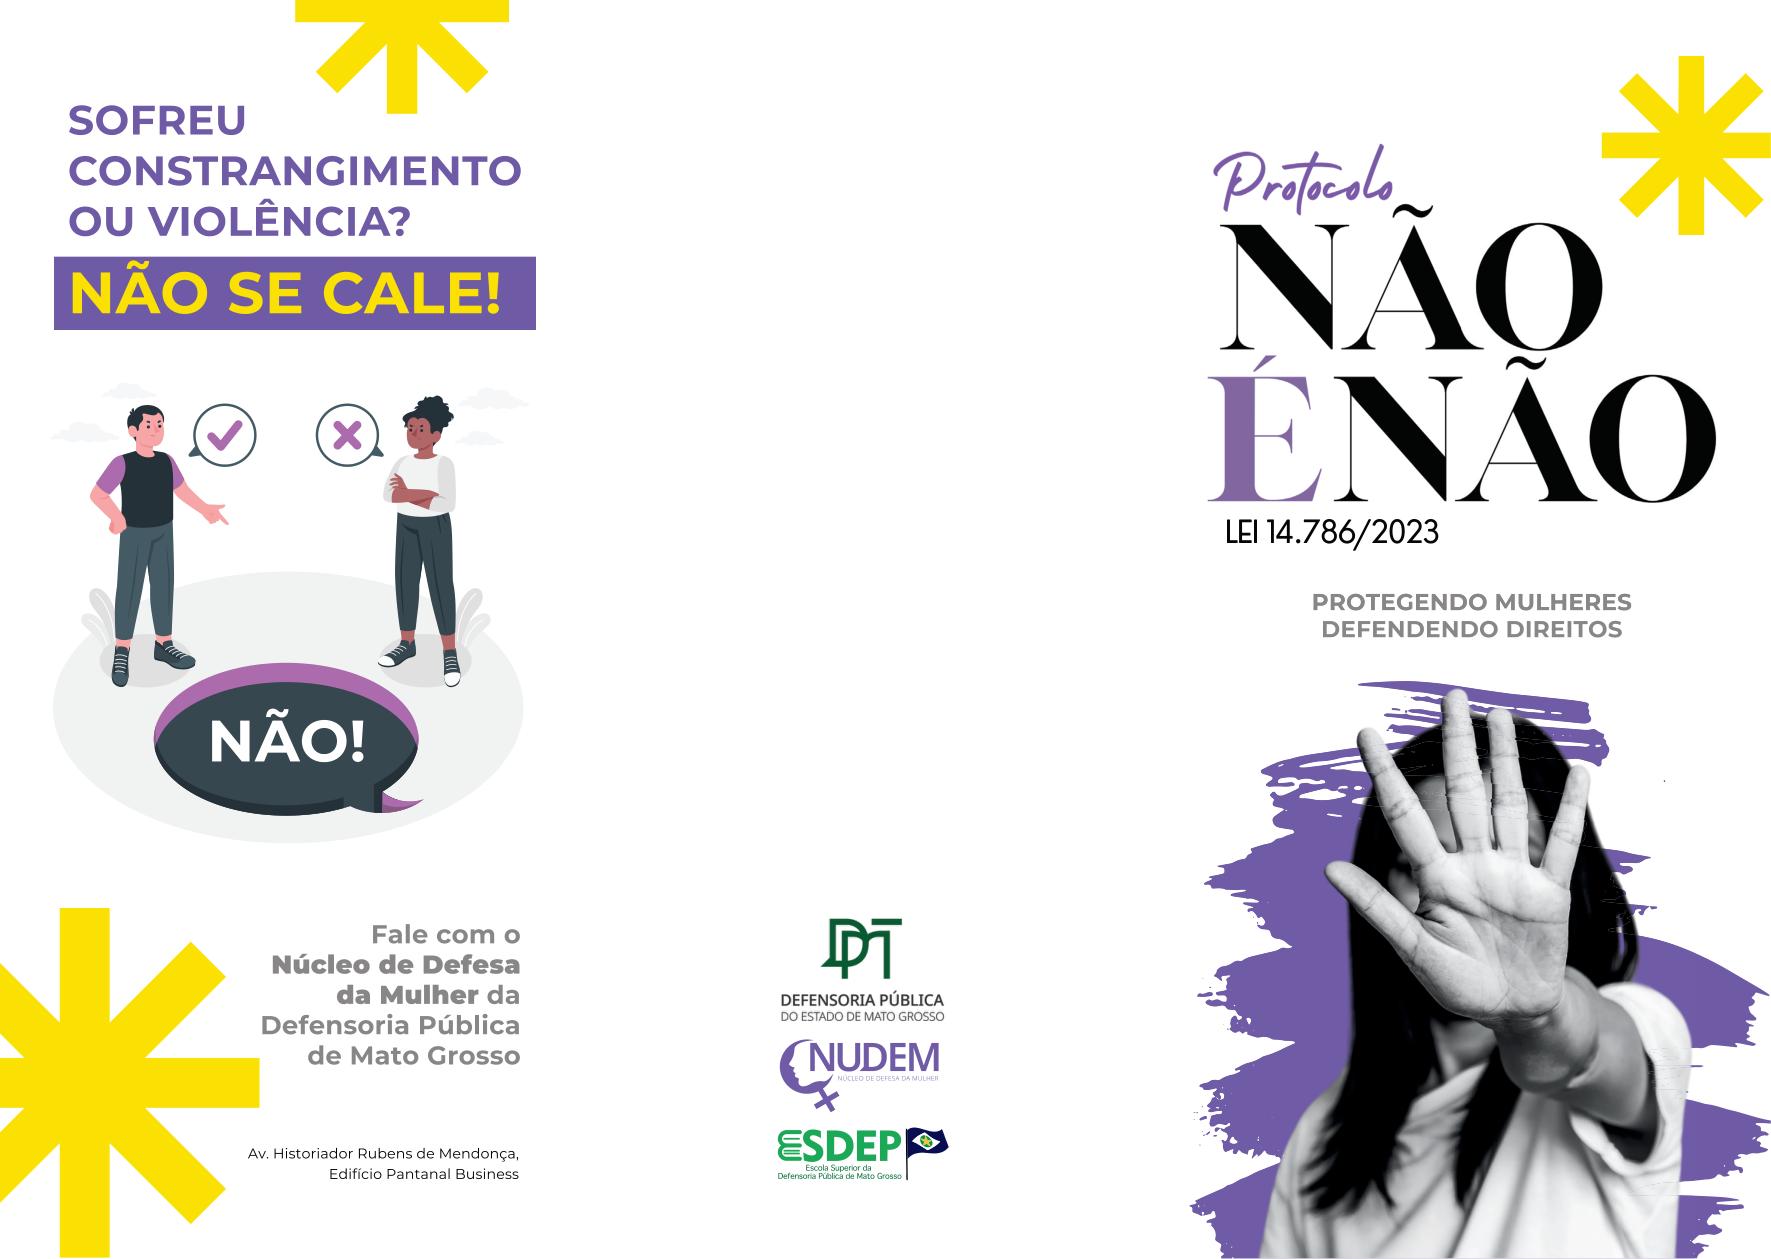 SOFREU
CONSTRANGIMENTO
OU VIOLÊNCIA?
NÃO SE CALE!
NÃO!
Fale com o
Núcleo de Defesa
da Mulher da
Defensoria Pública
de Mato Grosso
Av. Historiador Rubens de Mendonça,
Edifício Pantanal Business
DEFENSORIA PÚBLICA
DO ESTADO DE MATO GROSSO
NUDEM
NÚCLEO DE DEFESA DA MULHER
ESDEP
Escola Superior da
Defensoria Pública de Mato Grosso
Protocolo
NÃO
É NÃO
LEI 14.786/2023
PROTEGENDO MULHERES
DEFENDENDO DIREITOS